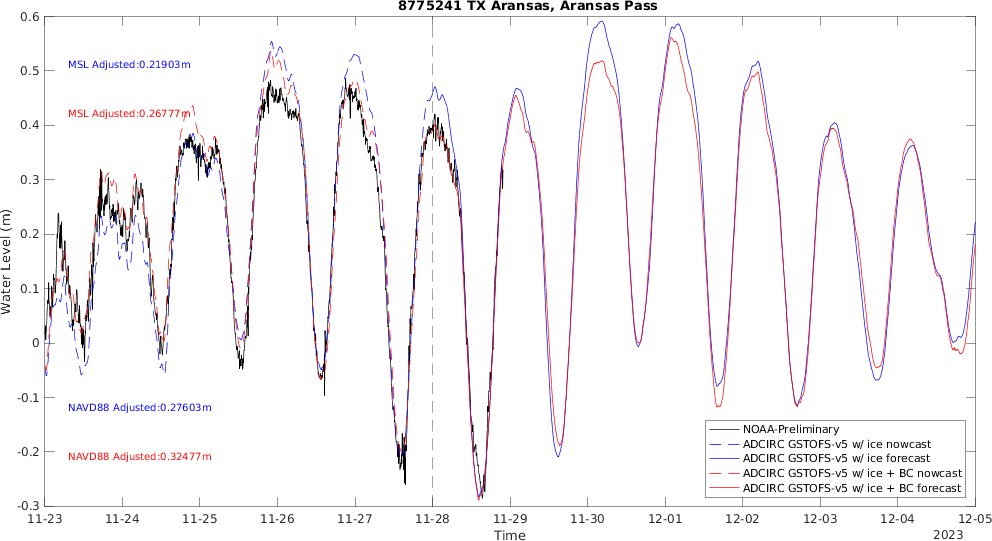 8775241 TX Aransas, Aransas Pass
Water Level (m)
0.6
0.5
0.4
0.3
0.2
0.1
0
-0.1
-0.2
-0.3
MSL Adjusted:0.21903m
MSL Adjusted:0.26777m
NAVD88 Adjusted:0.27603m
NAVD88 Adjusted:0.32477m
NOAA-Preliminary
ADCIRC GSTOFS-v5 w/ ice nowcast
ADCIRC GSTOFS-v5 w/ ice forecast
ADCIRC GSTOFS-v5 w/ ice + BC nowcast
ADCIRC GSTOFS-v5 w/ ice + BC forecast
11-23 11-24 11-25 11-26 11-27 11-28 11-29 11-30 12-01 12-02 12-03 12-04 12-05
Time
2023